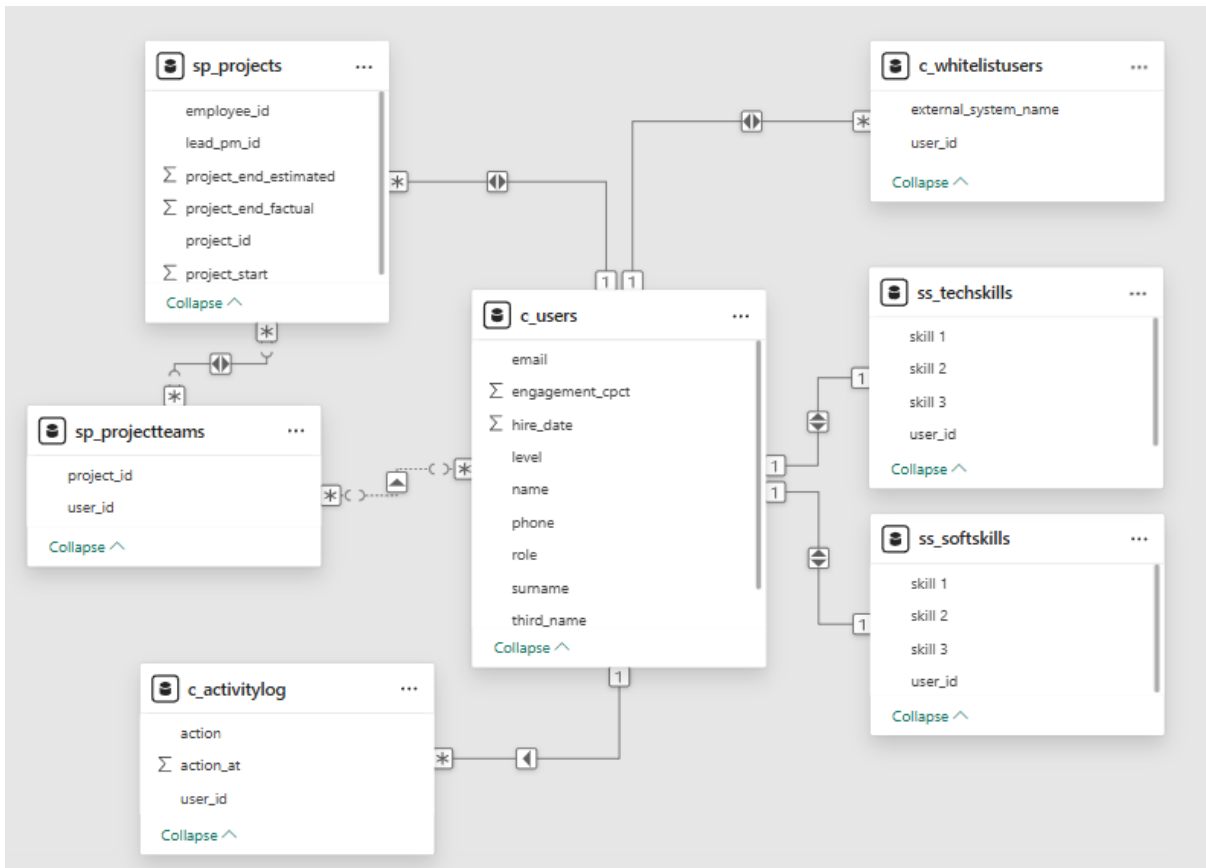 sp_projects
employee_id
lead_pm_id
project_end_estimated
project_end_factual
project_id
project_start
Collapse
c_whitelistusers
external_system_name
user_id
Collapse
ss_techskills
skill 1
skill 2
skill 3
user_id
Collapse
c_users
email
engagement_cpct
hire_date
level
name
phone
role
surname
third_name
Collapse
sp_projectteams
project_id
user_id
Collapse
ss_softskills
skill 1
skill 2
skill 3
user_id
Collapse
c_activitylog
action
action_at
user_id
Collapse